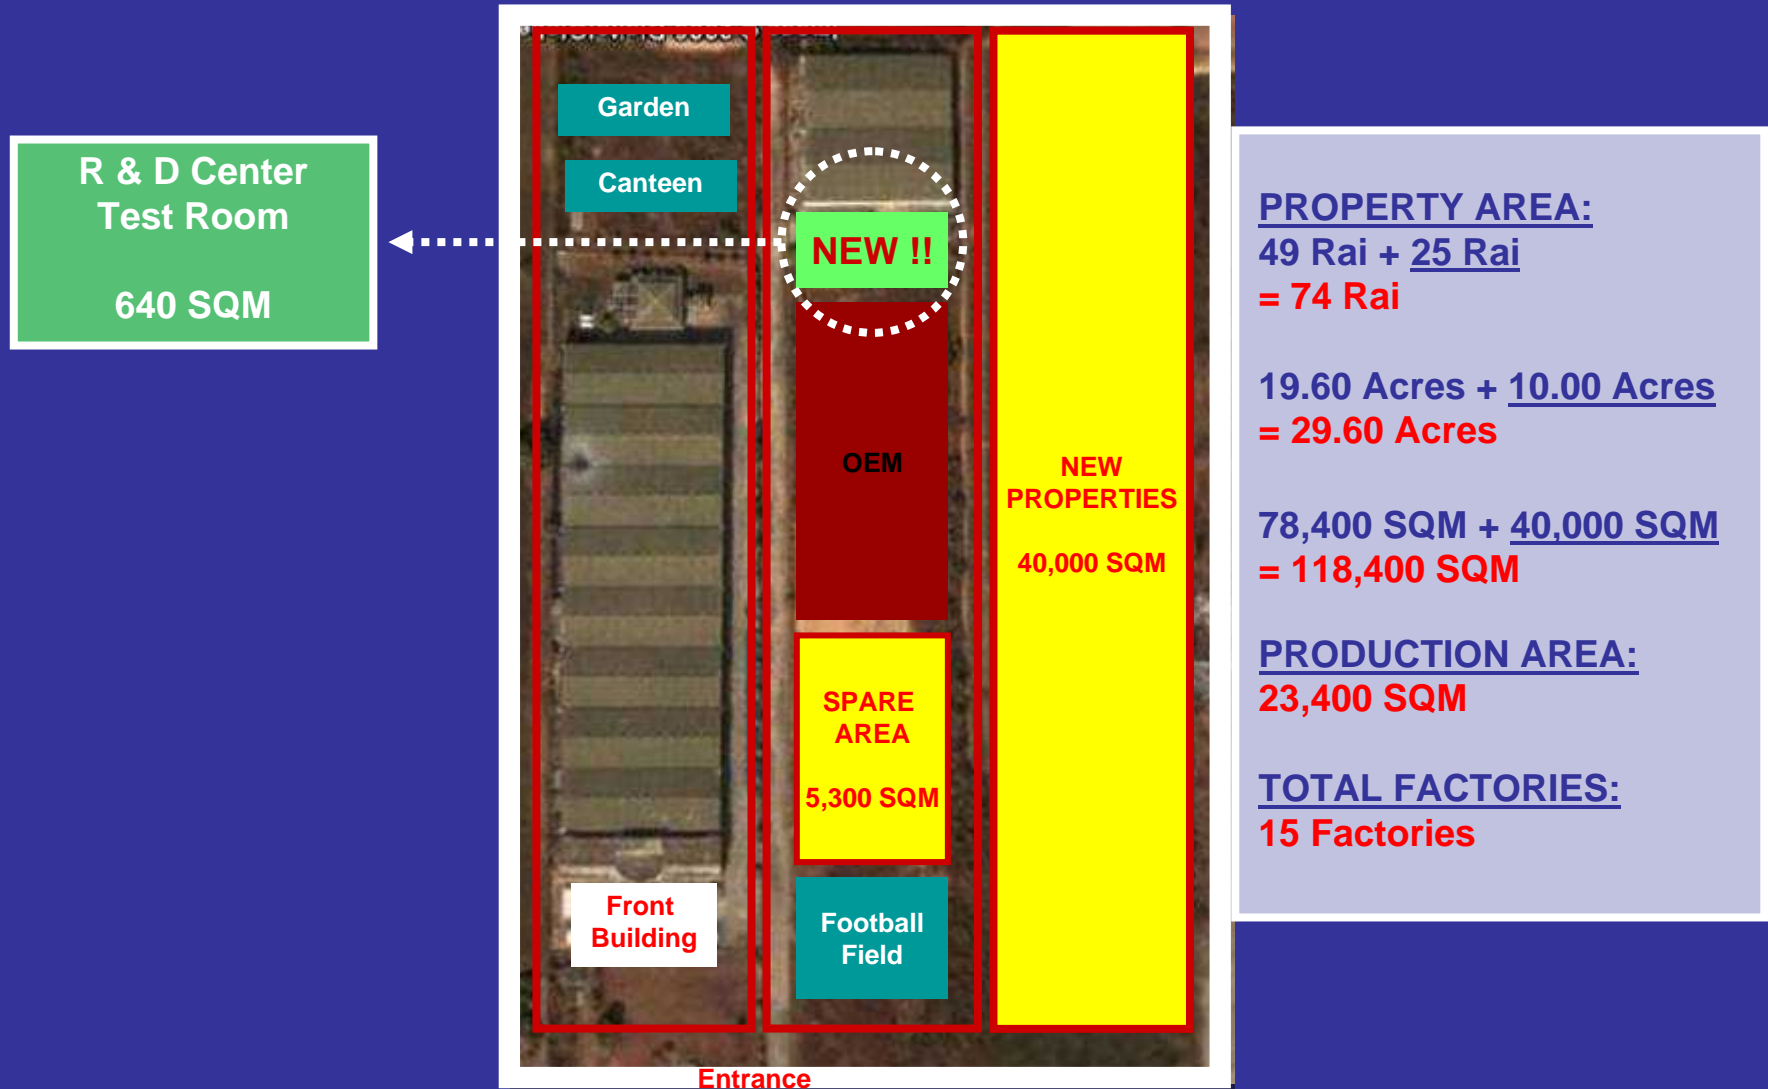 R & D Center
Test Room
640 SQM
Garden
Canteen
NEW !!
OEM
SPARE
AREA
5,300 SQM
Football
Field
Front
Building
Entrance
NEW
PROPERTIES
40,000 SQM
PROPERTY AREA:
49 Rai + 25 Rai
= 74 Rai
19.60 Acres + 10.00 Acres
= 29.60 Acres
78,400 SQM + 40,000 SQM
= 118,400 SQM
PRODUCTION AREA:
23,400 SQM
TOTAL FACTORIES:
15 Factories